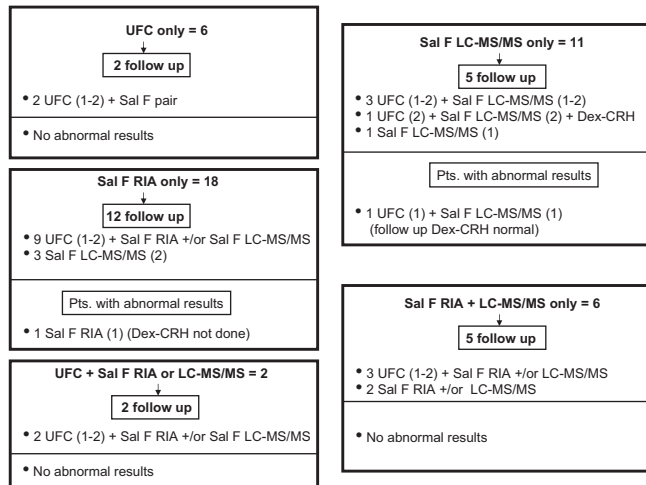 UFC only = 6
2 follow up
• 2 UFC (1-2) + Sal F pair
• No abnormal results
Sal F RIA only = 18
12 follow up
• 9 UFC (1-2) + Sal F RIA +/or Sal F LC-MS/MS
• 3 Sal F LC-MS/MS (2)
Pts. with abnormal results
• 1 Sal F RIA (1) (Dex-CRH not done)
UFC + Sal F RIA or LC-MS/MS = 2
2 follow up
• 2 UFC (1-2) + Sal F RIA +/or Sal F LC-MS/MS
• No abnormal results
Sal F LC-MS/MS only = 11
5 follow up
• 3 UFC (1-2) + Sal F LC-MS/MS (1-2)
• 1 UFC (2) + Sal F LC-MS/MS (2) + Dex-CRH
• 1 Sal F LC-MS/MS (1)
Pts. with abnormal results
• 1 UFC (1) + Sal F LC-MS/MS (1)
(follow up Dex-CRH normal)
Sal F RIA + LC-MS/MS only = 6
5 follow up
• 3 UFC (1-2) + Sal F RIA +/or LC-MS/MS
• 2 Sal F RIA +/or LC-MS/MS
• No abnormal results